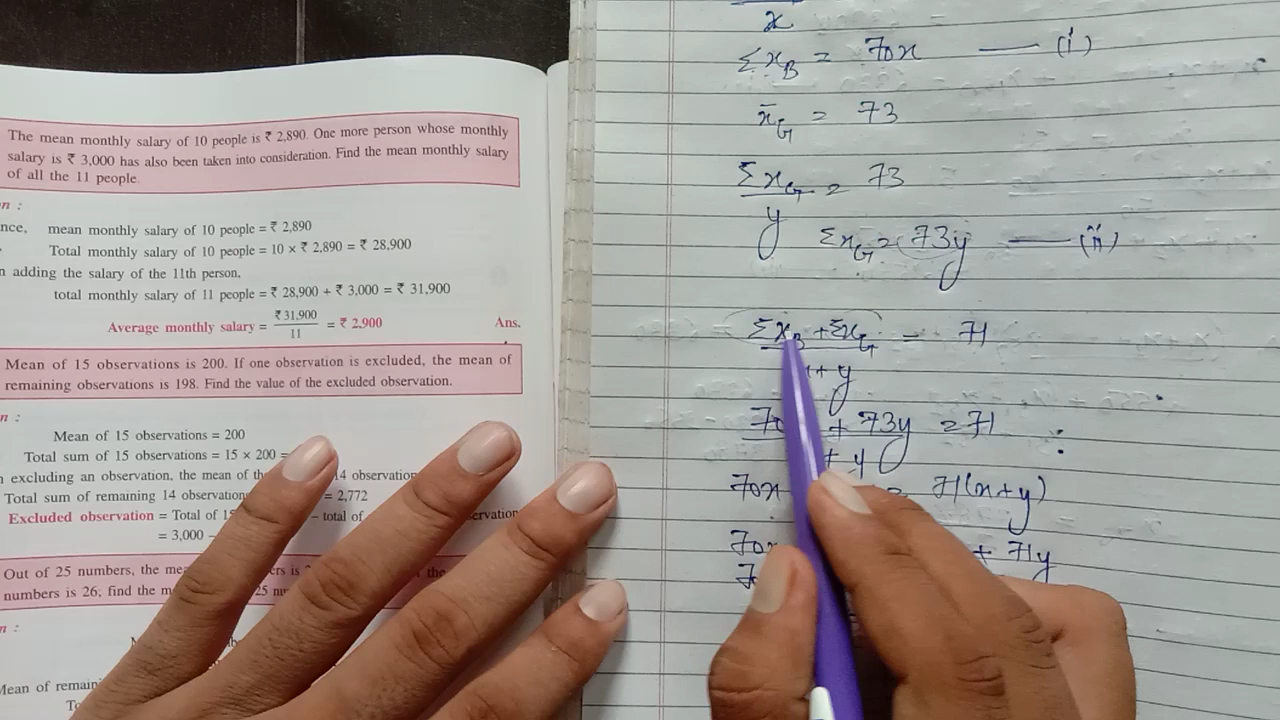 The mean monthly salary of 10 people is ₹ 2,890. One more person whose monthly
salary is ₹ 3,000 has also been taken into consideration. Find the mean monthly salary
of all the 11 people.
n :
nce, mean monthly salary of 10 people = ₹ 2,890
Total monthly salary of 10 people = 10 × ₹ 2,890 = ₹ 28,900
n adding the salary of the 11th person,
total monthly salary of 11 people = ₹ 28,900 + ₹ 3,000 = ₹ 31,900
Average monthly salary = ₹ 31,900 / 11 = ₹ 2,900 Ans.
Mean of 15 observations is 200. If one observation is excluded, the mean of
remaining observations is 198. Find the value of the excluded observation.
n :
Mean of 15 observations = 200
Total sum of 15 observations = 15 × 200 =
n excluding an observation, the mean of 14 observation
Total sum of remaining 14 observation = 2,772
Excluded observation = Total of – total of
= 3,000 –
Out of 25 numbers, the is the
numbers is 26; find the 25
n :
Mean of remain
x
Σx_B = 70x — (i)
x̄_G = 73
Σx_G / y = 73
Σx_G = 73y — (ii)
Σx_B + Σx_G = 71
+ y
70 + 73y = 71
+ y
70x = 71(x+y)
70x + 71y